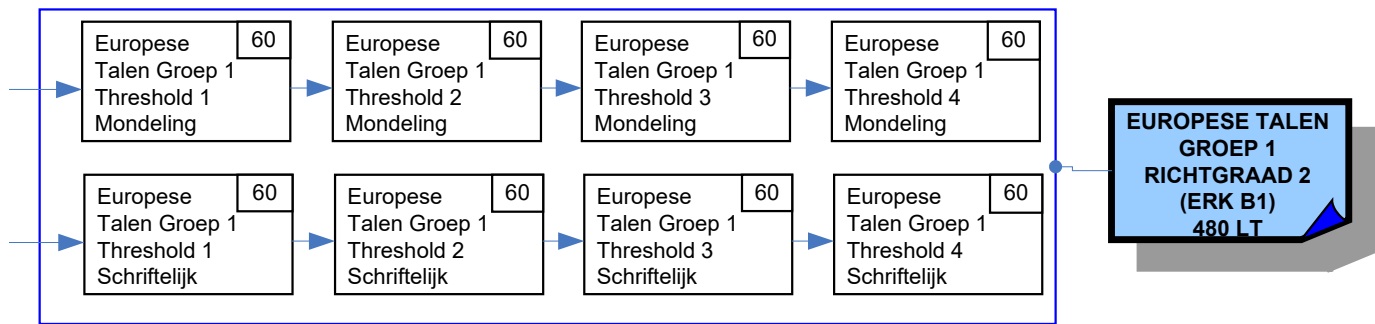 Europese
60
Talen Groep 1
Threshold 1
Mondeling
Europese
60
Talen Groep 1
Threshold 2
Mondeling
Europese
60
Talen Groep 1
Threshold 3
Mondeling
Europese
60
Talen Groep 1
Threshold 4
Mondeling
Europese
60
Talen Groep 1
Threshold 1
Schriftelijk
Europese
60
Talen Groep 1
Threshold 2
Schriftelijk
Europese
60
Talen Groep 1
Threshold 3
Schriftelijk
Europese
60
Talen Groep 1
Threshold 4
Schriftelijk
EUROPESE TALEN
GROEP 1
RICHTGRAAD 2
(ERK B1)
480 LT